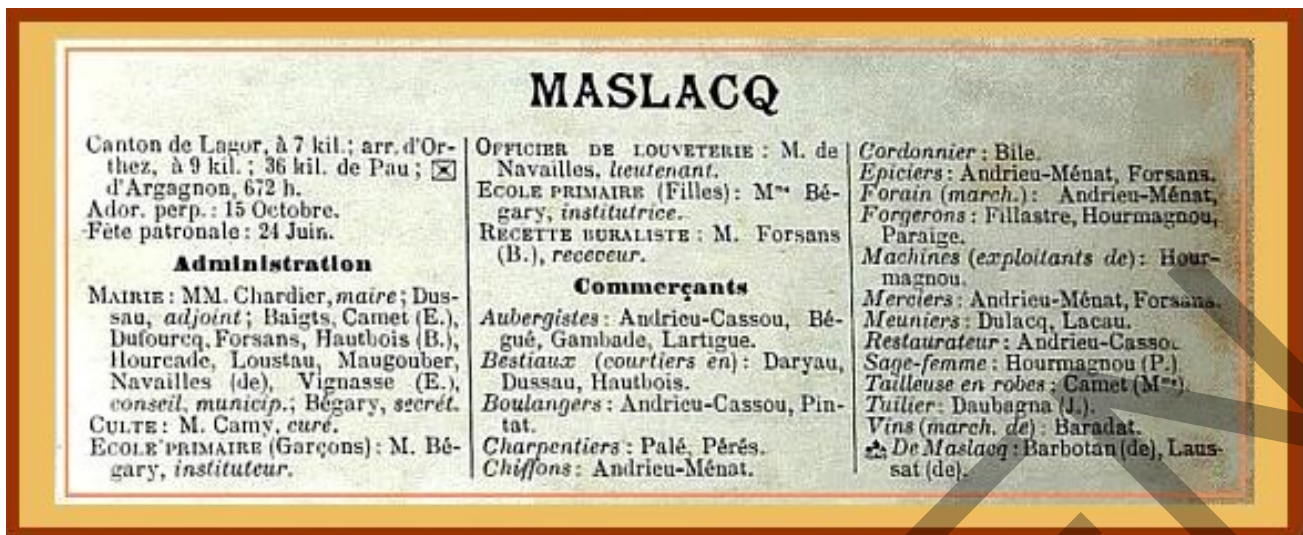 MASLACQ
Canton de Lagor, à 7 kil.; arr. d'Or-
thez, à 9 kil.; 36 kil. de Pau; ✉
d'Argagnon, 672 h.
Ador. perp.: 15 Octobre.
Fête patronale: 24 Juin.
Administration
MAIRIE: MM. Chardier, maire; Dus-
sau, adjoint; Baigts, Camet (E.),
Dufourcq, Forsans, Hautbois (B.),
Hourcade, Loustau, Maugouber,
Navailles (de), Vignasse (E.),
conseil. municip.; Bégary, secrét.
CULTE: M. Camy, curé.
ECOLE PRIMAIRE (Garçons): M. Bé-
gary, instituteur.
OFFICIER DE LOUVETERIE: M. de
Navailles, lieutenant.
ECOLE PRIMAIRE (Filles): Mme Bé-
gary, institutrice.
RECETTE BURALISTE: M. Forsans
(B.), receveur.
Commerçants
Aubergistes: Andrieu-Cassou, Bé-
gué, Gambade, Lartigue.
Bestiaux (courtiers en): Daryau,
Dussau, Hautbois.
Boulangers: Andrieu-Cassou, Pin-
tat.
Charpentiers: Palé, Pérés.
Chiffons: Andrieu-Ménat.
Cordonnier: Bile.
Epiciers: Andrieu-Ménat, Forsans.
Forain (march.): Andrieu-Ménat,
Forgerons: Fillastre, Hourmagnou,
Paraige.
Machines (exploitants de): Hour-
magnou.
Merciers: Andrieu-Ménat, Forsans.
Meuniers: Dulacq, Lacau.
Restaurateur: Andrieu-Cassou.
Sage-femme: Hourmagnou (P.)
Tailleuse en robes: Camet (Mme).
Tuilier: Daubagna (J.).
Vins (march. de): Baradat.
De Maslacq: Barbotan (de), Laus-
sat (de).